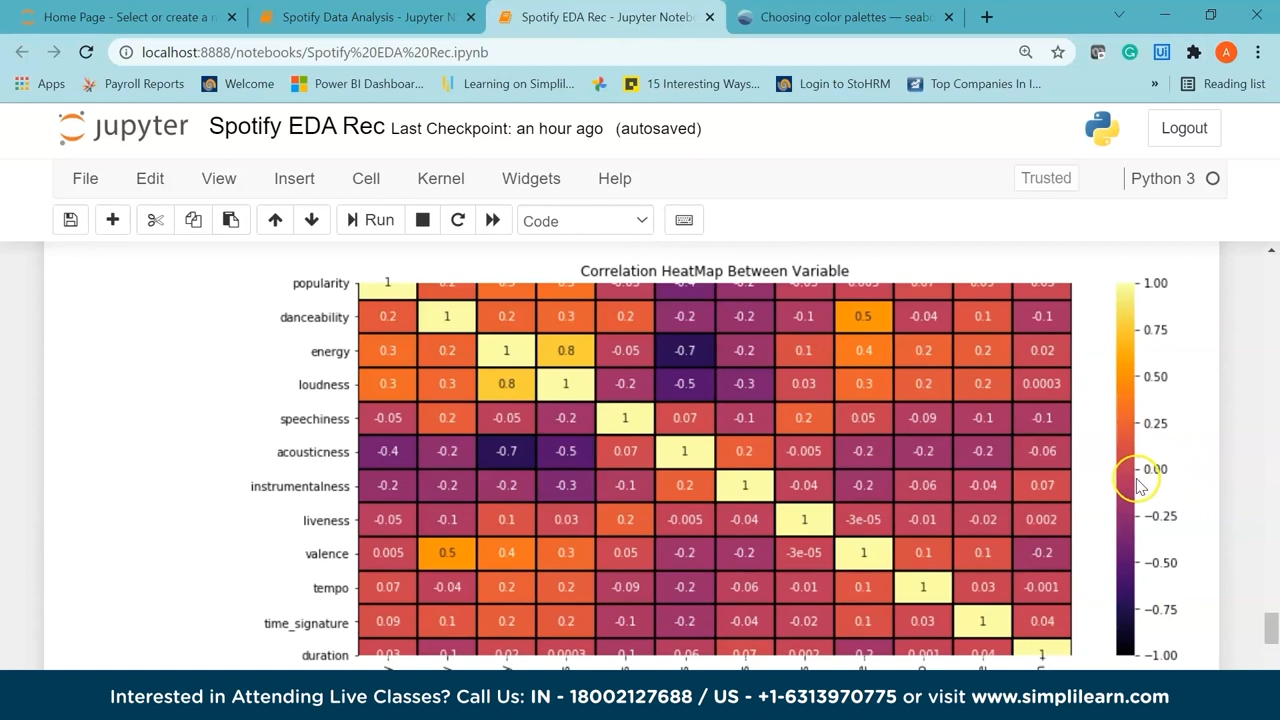 Home Page - Select or create a n
Spotify Data Analysis - Jupyter N
Spotify EDA Rec - Jupyter Notebo
Choosing color palettes — seabo
localhost:8888/notebooks/Spotify%20EDA%20Rec.ipynb
A
Apps Payroll Reports Welcome Power BI Dashboar... Learning on Simplil... 15 Interesting Ways... Login to StoHRM Top Companies In I... » Reading list
jupyter Spotify EDA Rec Last Checkpoint: an hour ago (autosaved) Logout
File Edit View Insert Cell Kernel Widgets Help Trusted Python 3
Run Code
Correlation HeatMap Between Variable
popularity 1
danceability 0.2 1 0.2 0.3 0.2 -0.2 -0.2 -0.1 0.5 -0.04 0.1 -0.1
energy 0.3 0.2 1 0.8 -0.05 -0.7 -0.2 0.1 0.4 0.2 0.2 0.02
loudness 0.3 0.3 0.8 1 -0.2 -0.5 -0.3 0.03 0.3 0.2 0.2 0.0003
speechiness -0.05 0.2 -0.05 -0.2 1 0.07 -0.1 0.2 0.05 -0.09 -0.1 -0.1
acousticness -0.4 -0.2 -0.7 -0.5 0.07 1 0.2 -0.005 -0.2 -0.2 -0.2 -0.06
instrumentalness -0.2 -0.2 -0.2 -0.3 -0.1 0.2 1 -0.04 -0.2 -0.06 -0.04 0.07
liveness -0.05 -0.1 0.1 0.03 0.2 -0.005 -0.04 1 -3e-05 -0.01 -0.02 0.002
valence 0.005 0.5 0.4 0.3 0.05 -0.2 -0.2 -3e-05 1 0.1 0.1 -0.2
tempo 0.07 -0.04 0.2 0.2 -0.09 -0.2 -0.06 -0.01 0.1 1 0.03 -0.001
time_signature 0.09 0.1 0.2 0.2 -0.1 -0.2 -0.04 -0.02 0.1 0.03 1 0.04
duration 1
1.00
0.75
0.50
0.25
0.00
-0.25
-0.50
-0.75
-1.00
Interested in Attending Live Classes? Call Us: IN - 18002127688 / US - +1-6313970775 or visit www.simplilearn.com